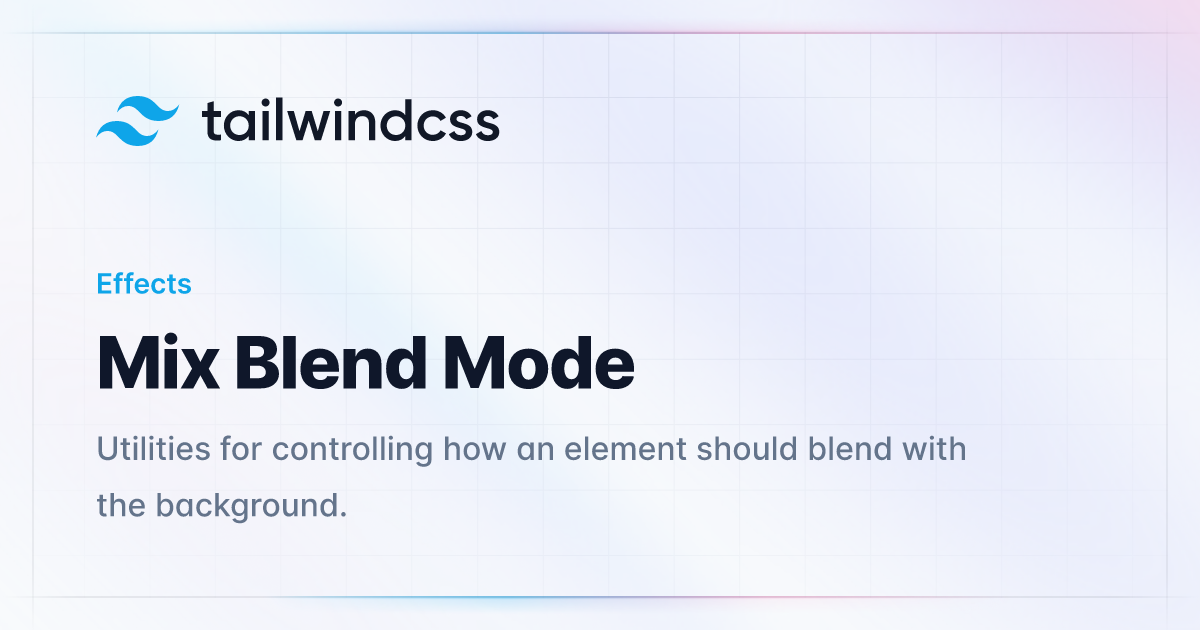 tailwindcss
Effects
Mix Blend Mode
Utilities for controlling how an element should blend with
the background.